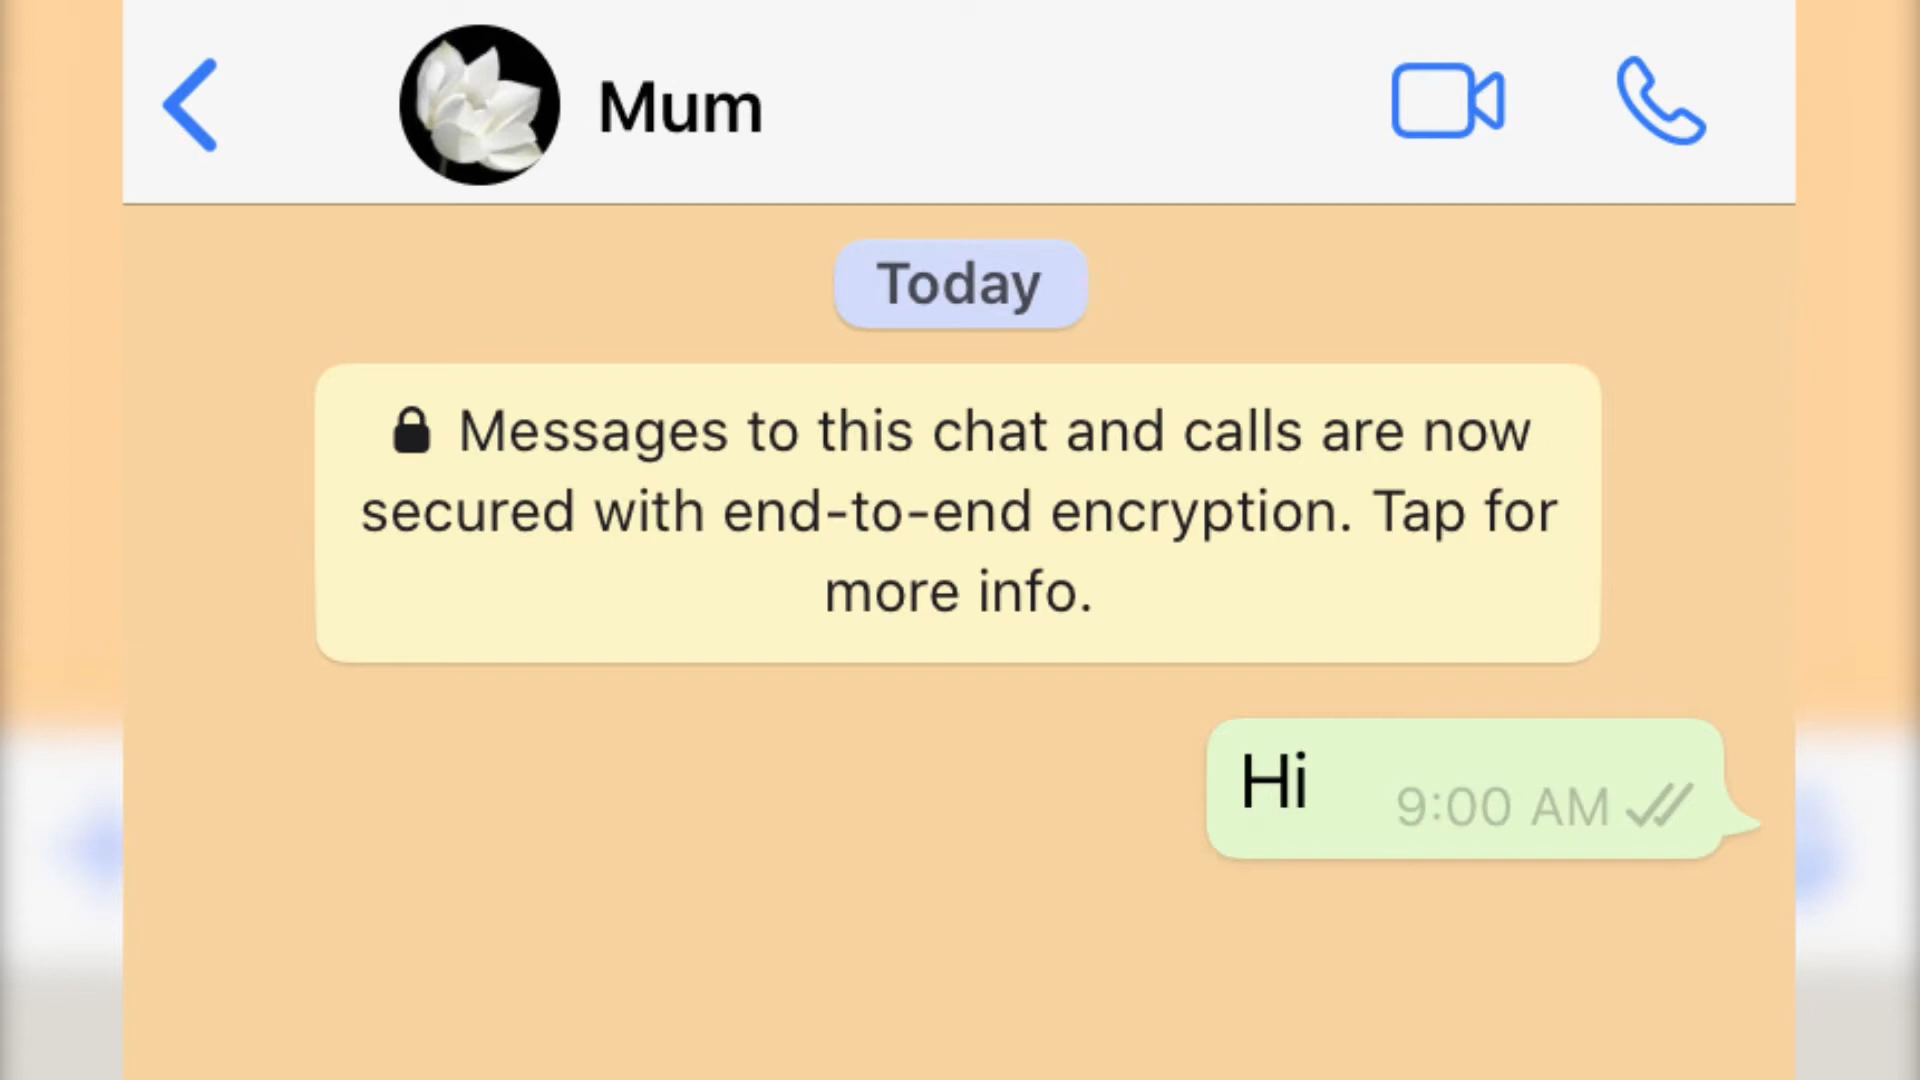 Mum
Today
Messages to this chat and calls are now
secured with end-to-end encryption. Tap for
more info.
Hi
9:00 AM